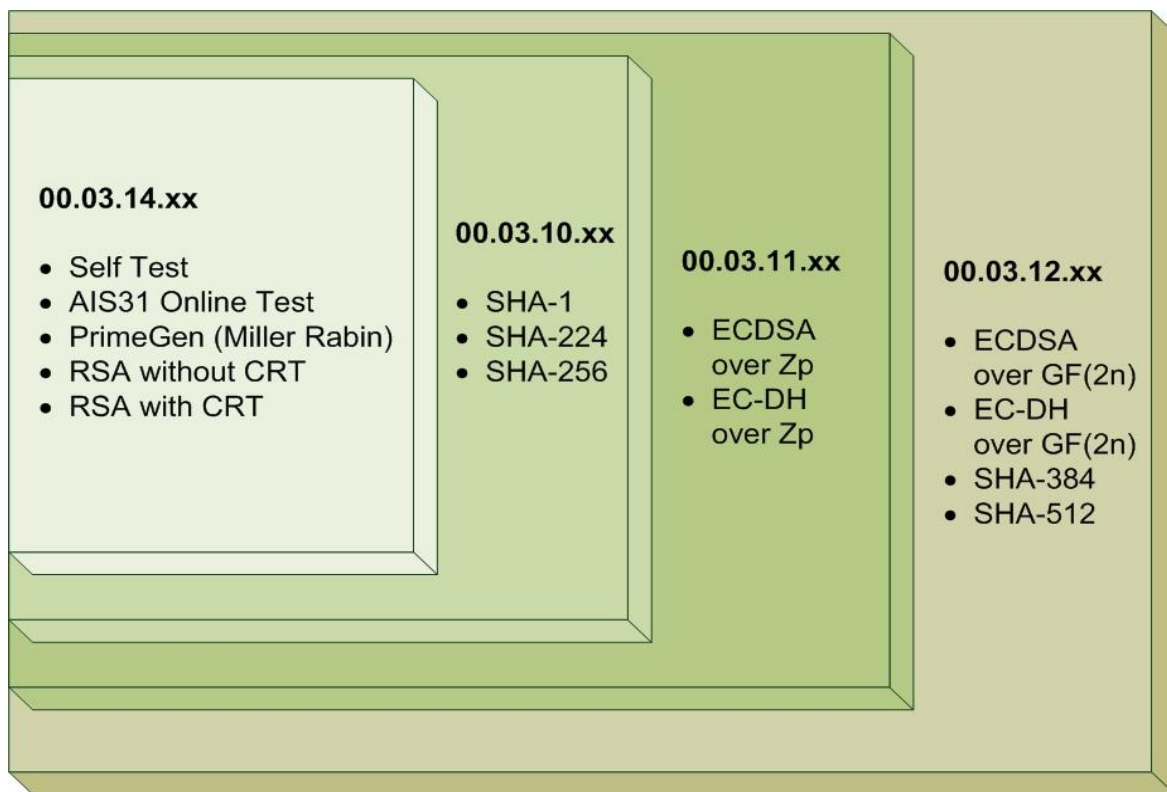 00.03.14.xx
• Self Test
• AIS31 Online Test
• PrimeGen (Miller Rabin)
• RSA without CRT
• RSA with CRT
00.03.10.xx
• SHA-1
• SHA-224
• SHA-256
00.03.11.xx
• ECDSA
over Zp
• EC-DH
over Zp
00.03.12.xx
• ECDSA
over GF(2n)
• EC-DH
over GF(2n)
• SHA-384
• SHA-512